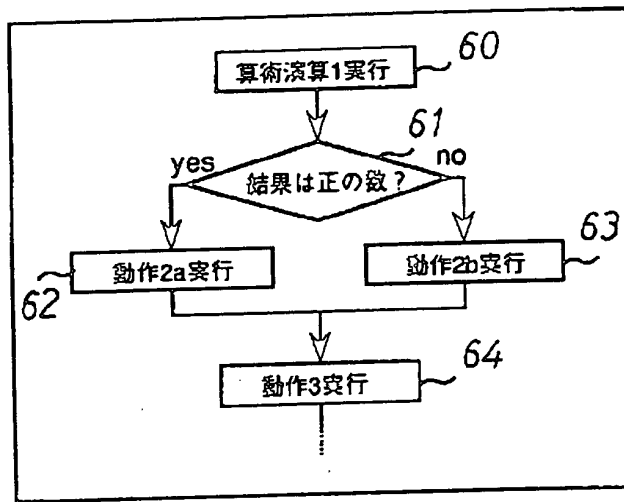 60
算術演算1実行
61
yes
no
結果は正の数?
63
動作2a実行
動作2b実行
62
64
動作3実行